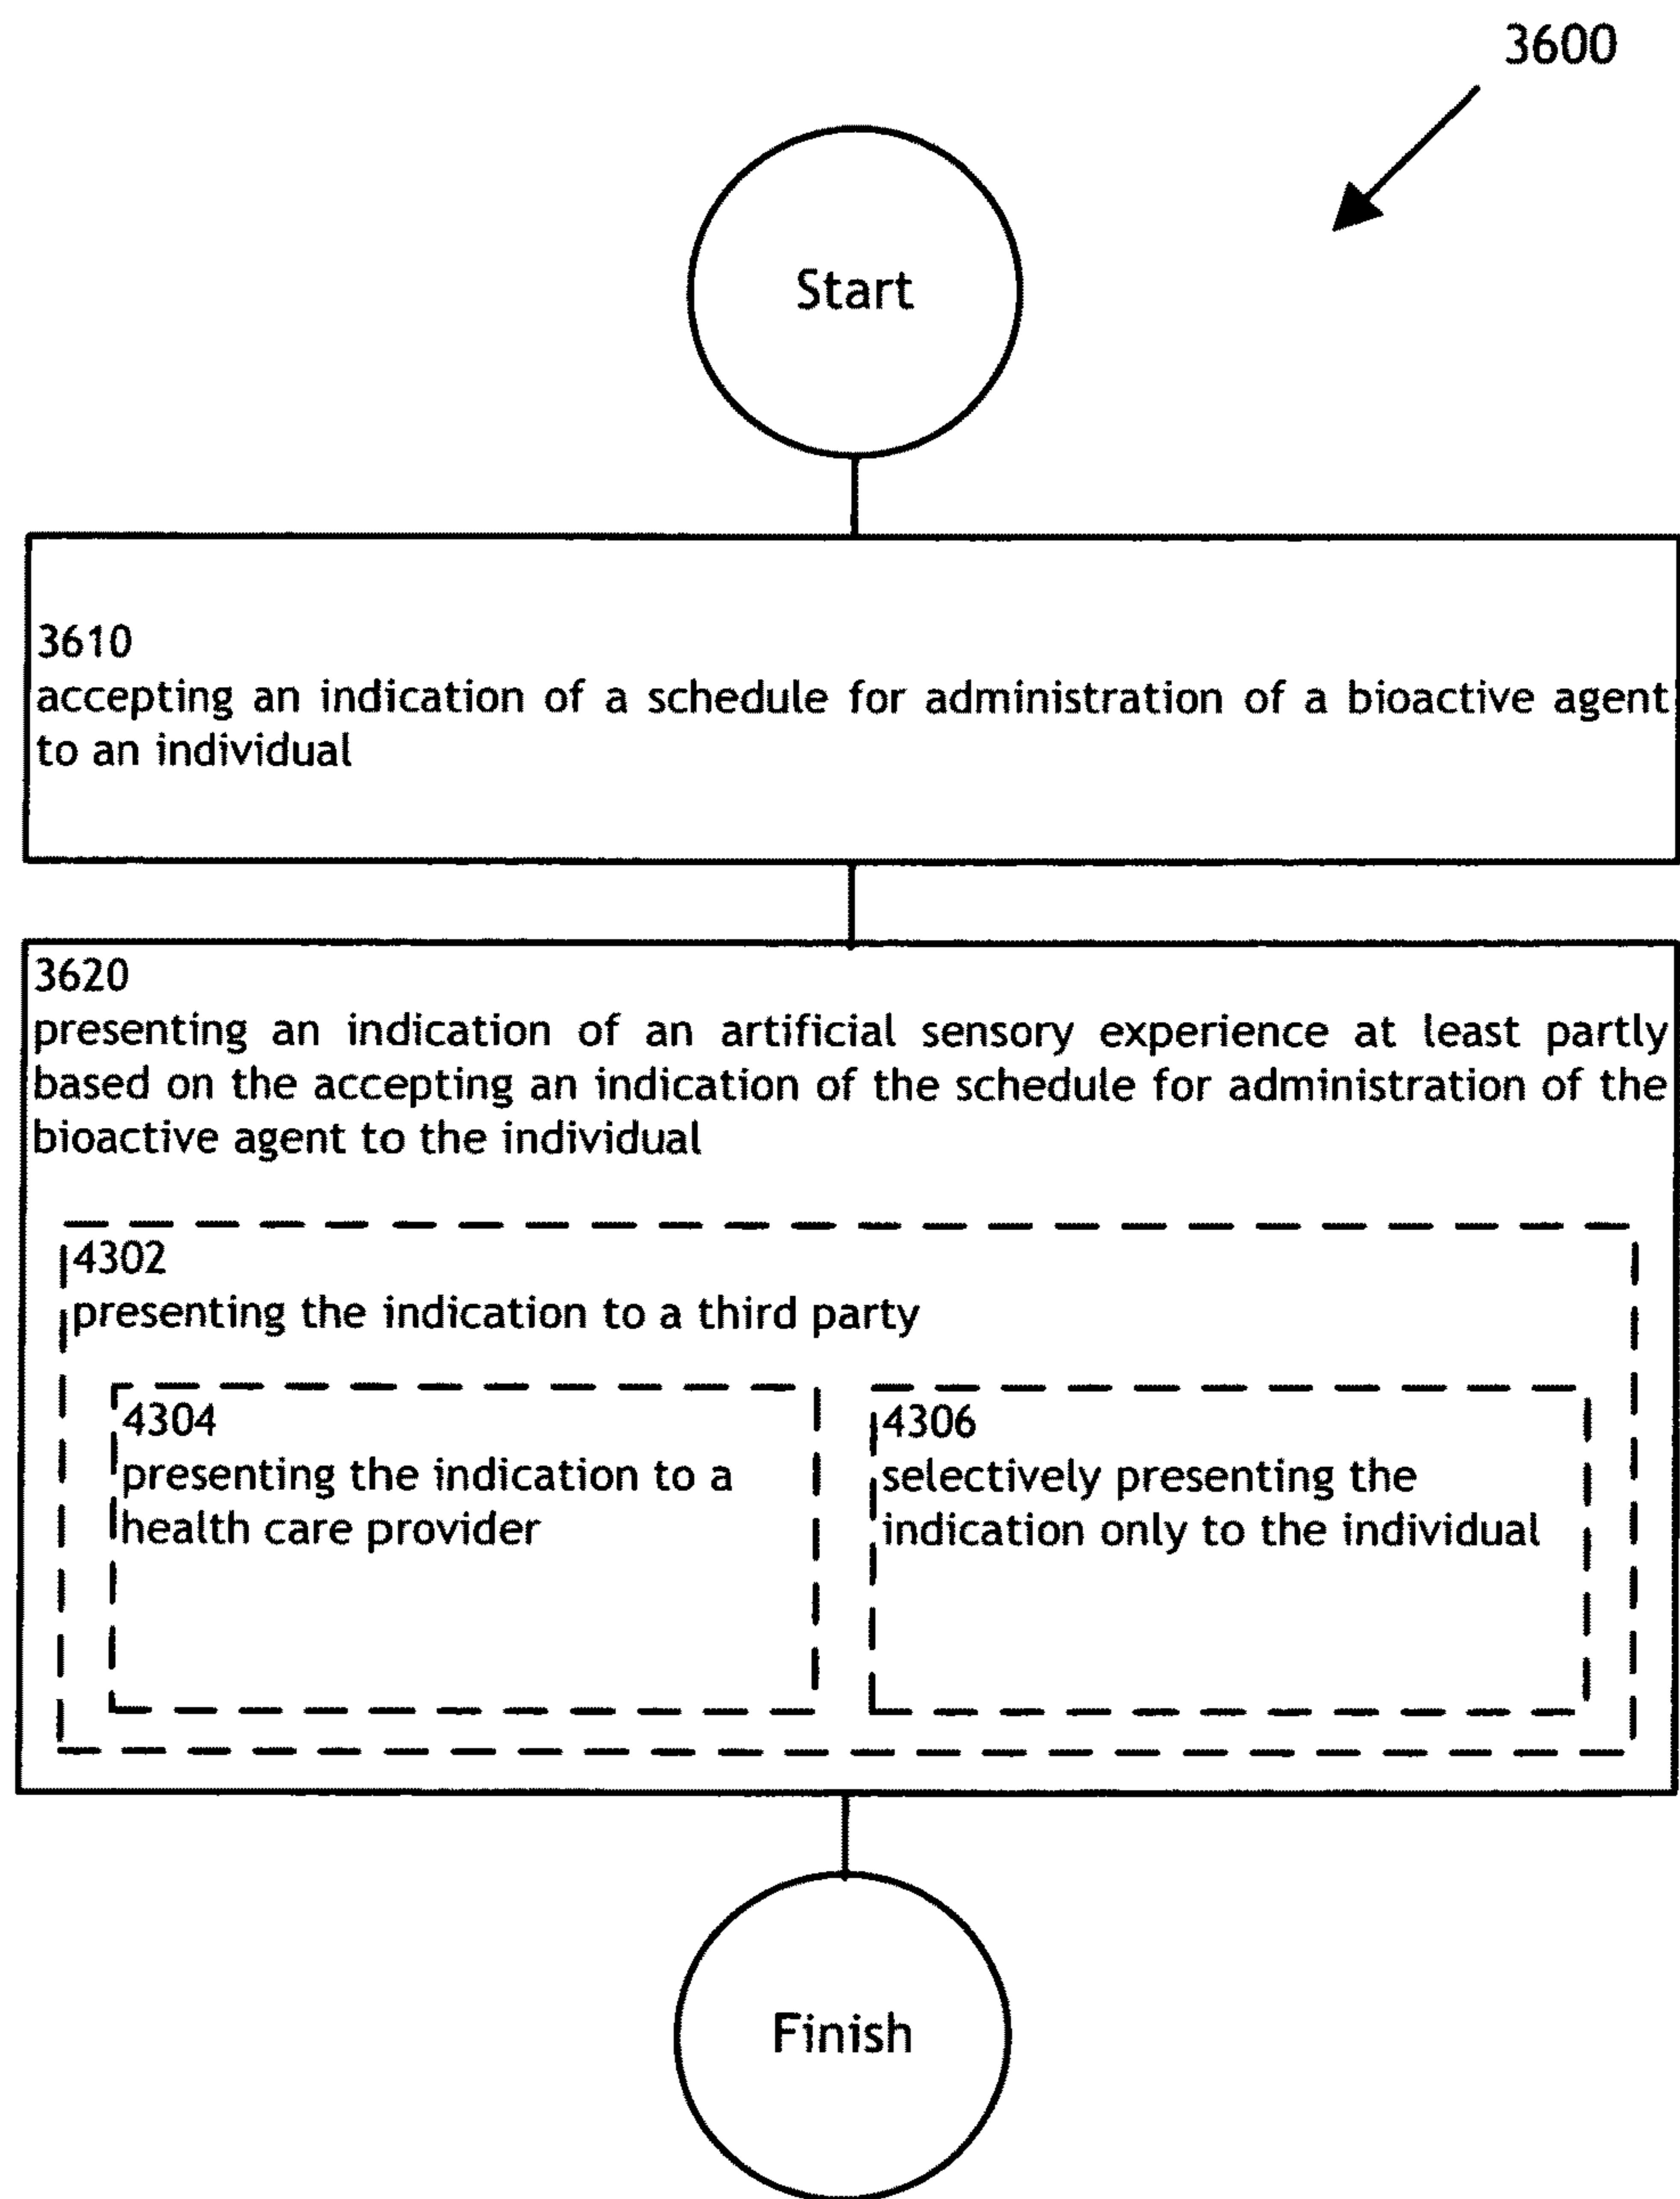 3600
Start
3610
accepting an indication of a schedule for administration of a bioactive agent
to an individual
3620
presenting an indication of an artificial sensory experience at least partly
based on the accepting an indication of the schedule for administration of the
bioactive agent to the individual
4302
presenting the indication to a third party
4304
presenting the indication to a
health care provider
4306
selectively presenting the
indication only to the individual
Finish